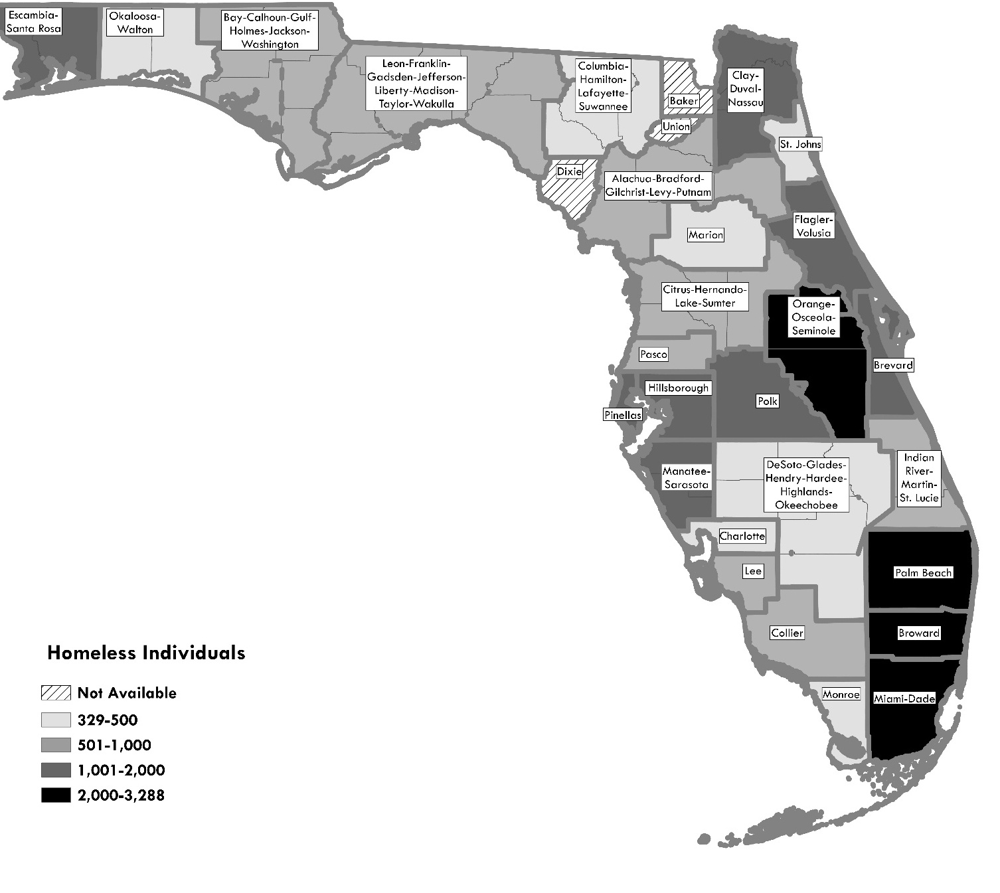 Escambia-
Santa Rosa
Okaloosa-
Walton
Bay-Calhoun-Gulf-
Holmes-Jackson-
Washington
Leon-Franklin-
Gadsden-Jefferson-
Liberty-Madison-
Taylor-Wakulla
Columbia-
Hamilton-
Lafayette-
Suwannee
Baker
Union
Clay-
Duval-
Nassau
St. Johns
Dixie
Alachua-Bradford-
Gilchrist-Levy-Putnam
Flagler-
Volusia
Marion
Citrus-Hernando-
Lake-Sumter
Orange-
Osceola-
Seminole
Pasco
Brevard
Hillsborough
Polk
Pinellas
Manatee-
Sarasota
DeSoto-Glades-
Hendry-Hardee-
Highlands-
Okeechobee
Indian
River-
Martin-
St. Lucie
Charlotte
Lee
Palm Beach
Collier
Broward
Monroe
Miami-Dade
Homeless Individuals
Not Available
329-500
501-1,000
1,001-2,000
2,000-3,288